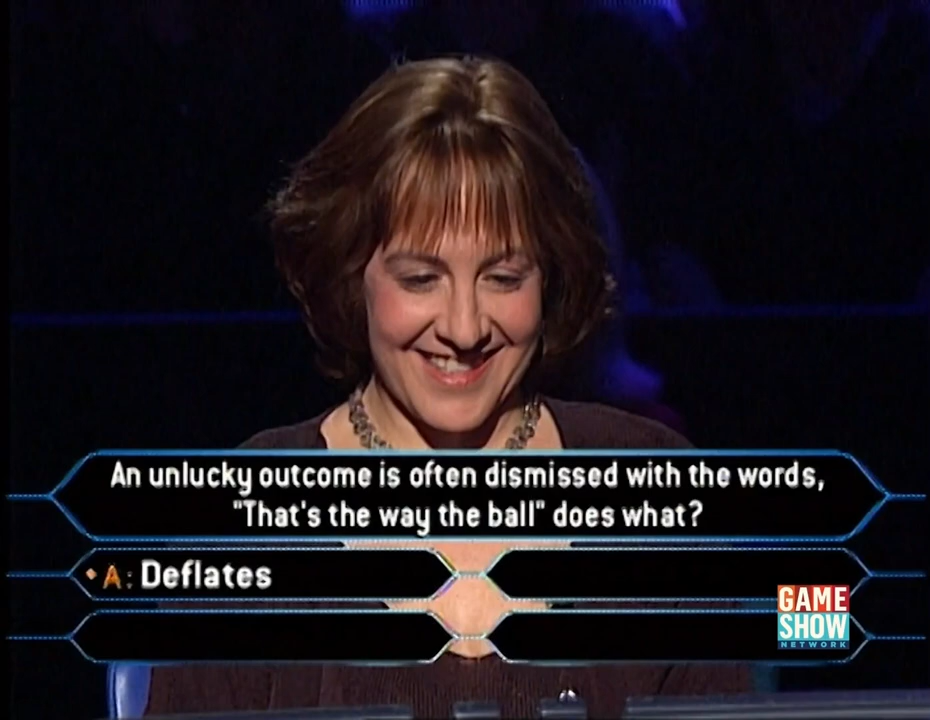 An unlucky outcome is often dismissed with the words,
"That's the way the ball" does what?
A: Deflates
GAME
SHOW
NETWORK